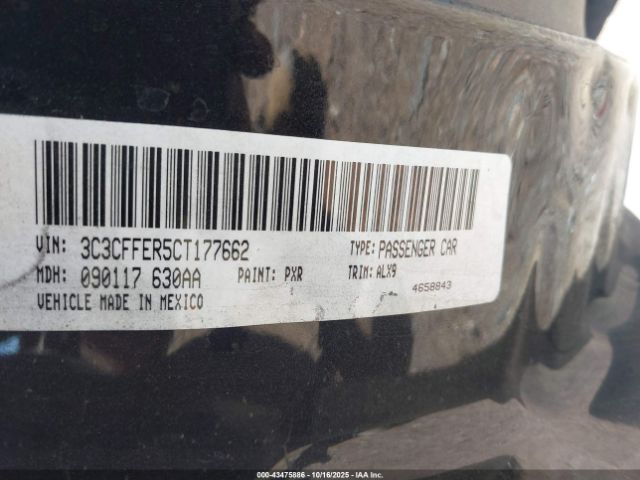 VIN: 3C3CFFER5CT177662 TYPE: PASSENGER CAR
MDH: 090117 630AA PAINT: PXR TRIM: ALX9
VEHICLE MADE IN MEXICO 4658843
000-43475886 - 10/16/2025 - IAA Inc.